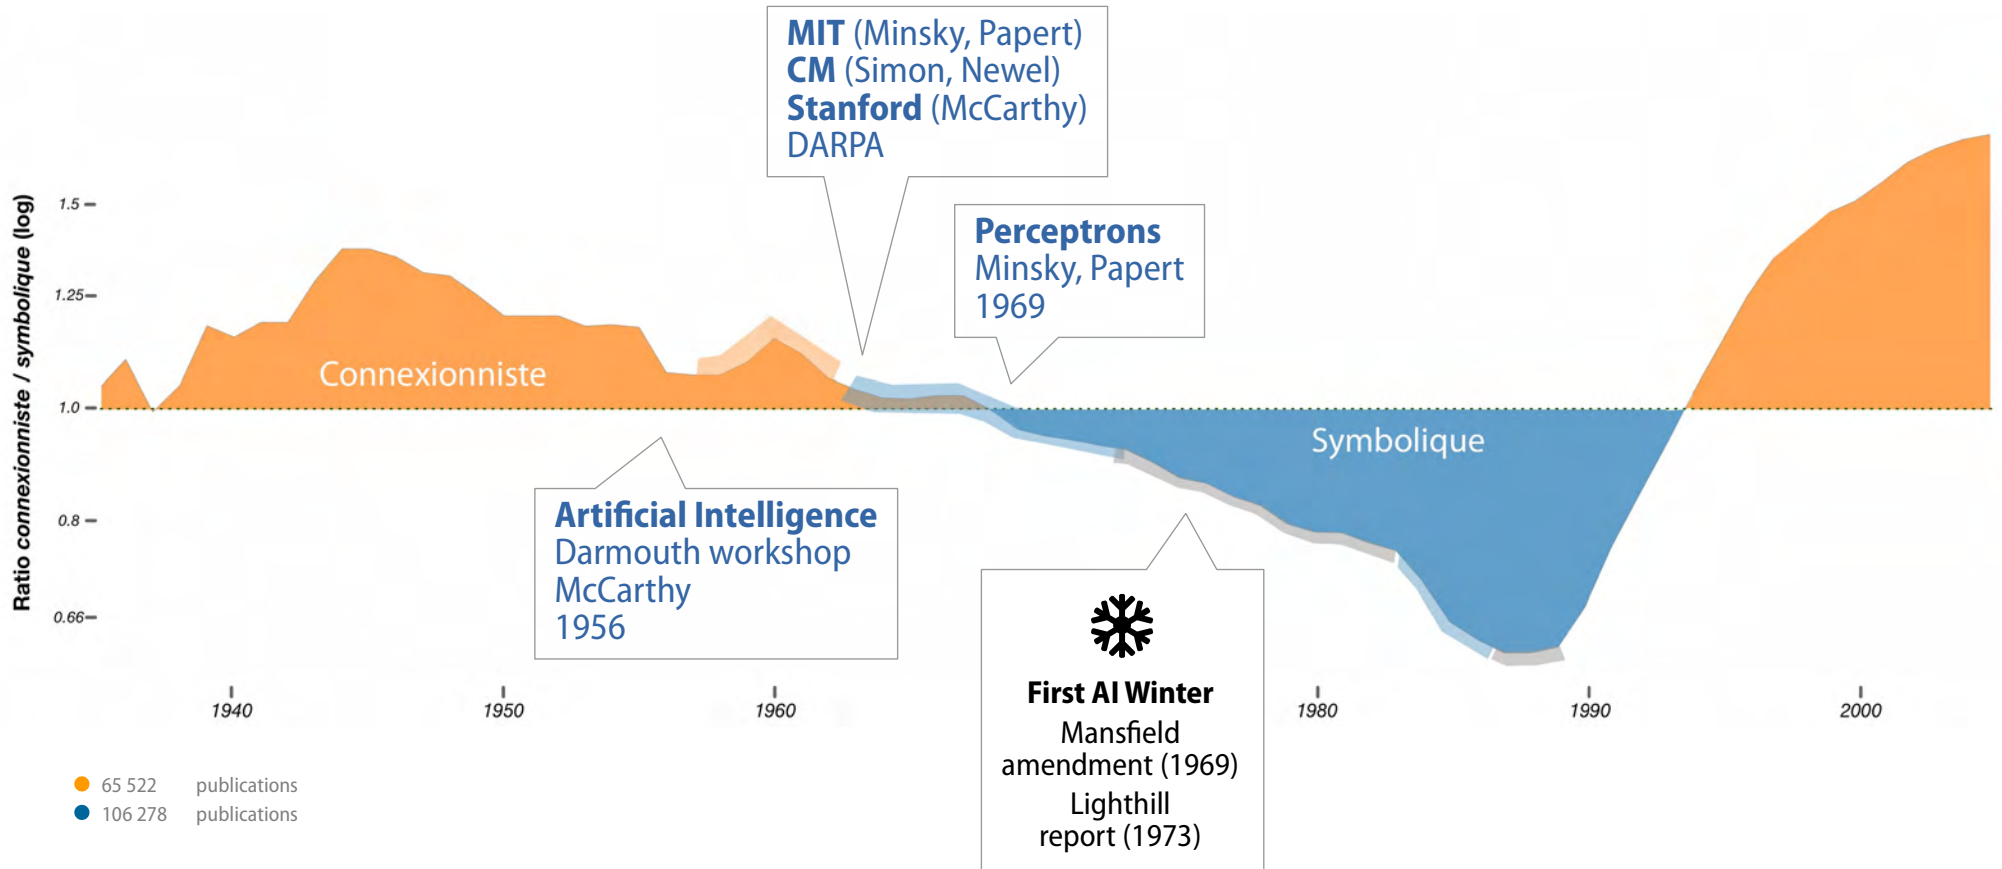 MIT (Minsky, Papert)
CM (Simon, Newel)
Stanford (McCarthy)
DARPA
Perceptrons
Minsky, Papert
1969
Ratio connexionniste / symbolique (log)
1.5
1.25
1.0
0.8
0.66
Connexionniste
Symbolique
Artificial Intelligence
Darmouth workshop
McCarthy
1956
First AI Winter
Mansfield
amendment (1969)
Lighthill
report (1973)
1940
1950
1960
1980
1990
2000
65 522 publications
106 278 publications